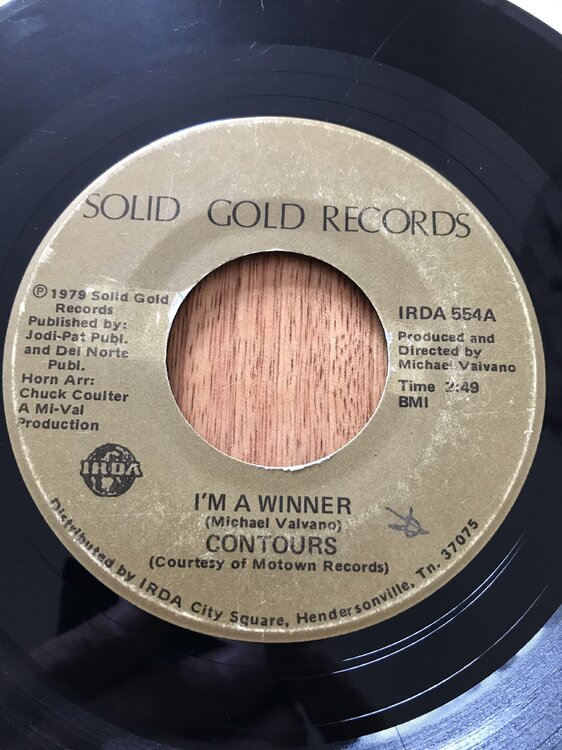 SOLID GOLD RECORDS
℗ 1979 Solid Gold
Records
Published by:
Jodi-Pat Publ.
and Del Norte
Publ.
Horn Arr:
Chuck Coulter
A Mi-Val
Production
IRDA
IRDA 554A
Produced and
Directed by
Michael Valvano
Time 2:49
BMI
I'M A WINNER
(Michael Valvano)
CONTOURS
(Courtesy of Motown Records)
Distributed by IRDA City Square, Hendersonville, Tn. 37075